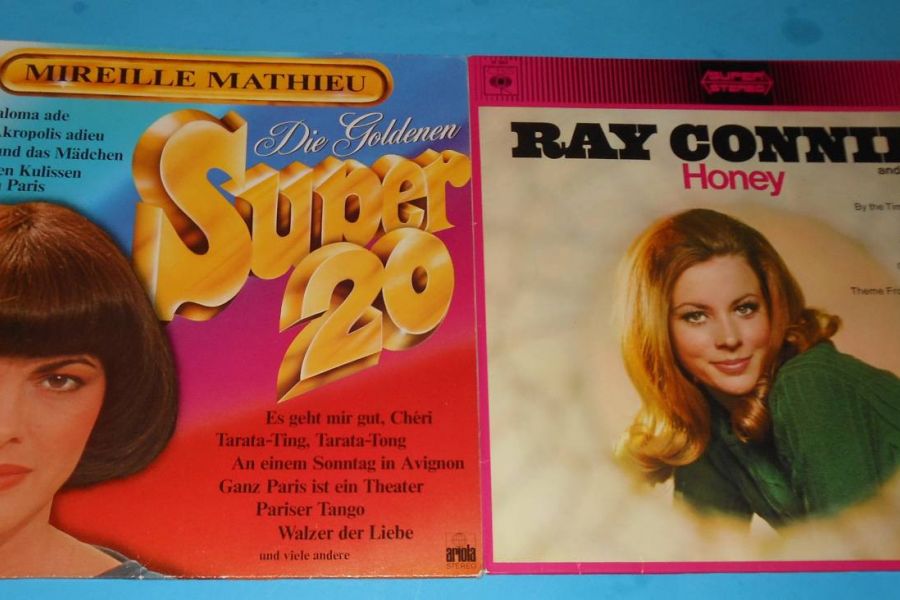 MIREILLE MATHIEU
aloma ade
Akropolis adieu
und das Mädchen
en Kulissen
Paris
Die Goldenen
Super
20
Es geht mir gut, Chéri
Tarata-Ting, Tarata-Tong
An einem Sonntag in Avignon
Ganz Paris ist ein Theater
Pariser Tango
Walzer der Liebe
und viele andere
ariola
STEREO
CBS
SUPER
STEREO
RAY CONNI
and
Honey
By the Tim
Theme Fro